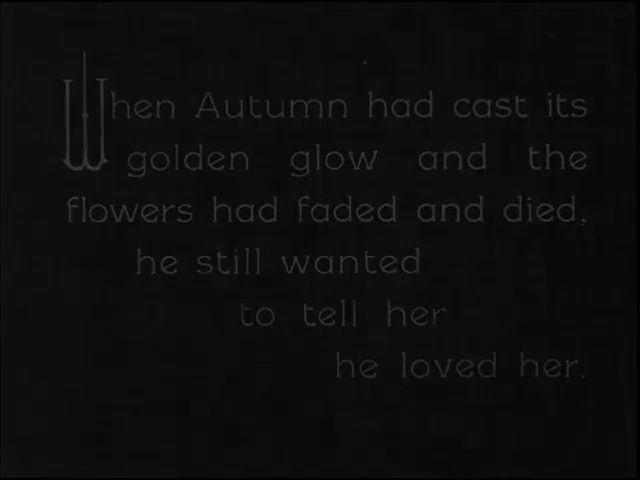 When Autumn had cast its
golden glow and the
flowers had faded and died,
he still wanted
to tell her
he loved her.